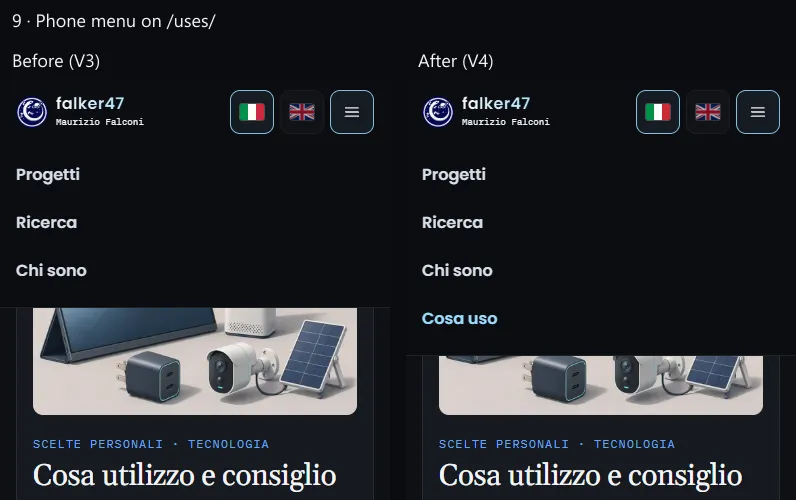 9 · Phone menu on /uses/
Before (V3)
falker47
Maurizio Falconi
Progetti
Ricerca
Chi sono
SCELTE PERSONALI · TECNOLOGIA
Cosa utilizzo e consiglio
After (V4)
falker47
Maurizio Falconi
Progetti
Ricerca
Chi sono
Cosa uso
SCELTE PERSONALI · TECNOLOGIA
Cosa utilizzo e consiglio